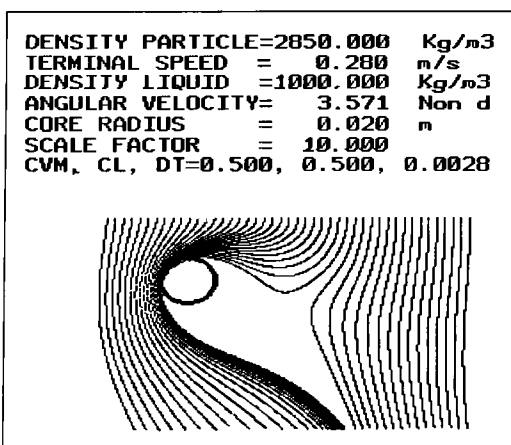 DENSITY PARTICLE=2850.000 Kg/m3
TERMINAL SPEED = 0.280 m/s
DENSITY LIQUID =1000.000 Kg/m3
ANGULAR VELOCITY= 3.571 Non d
CORE RADIUS = 0.020 m
SCALE FACTOR = 10.000
CVM, CL, DT=0.500, 0.500, 0.0028